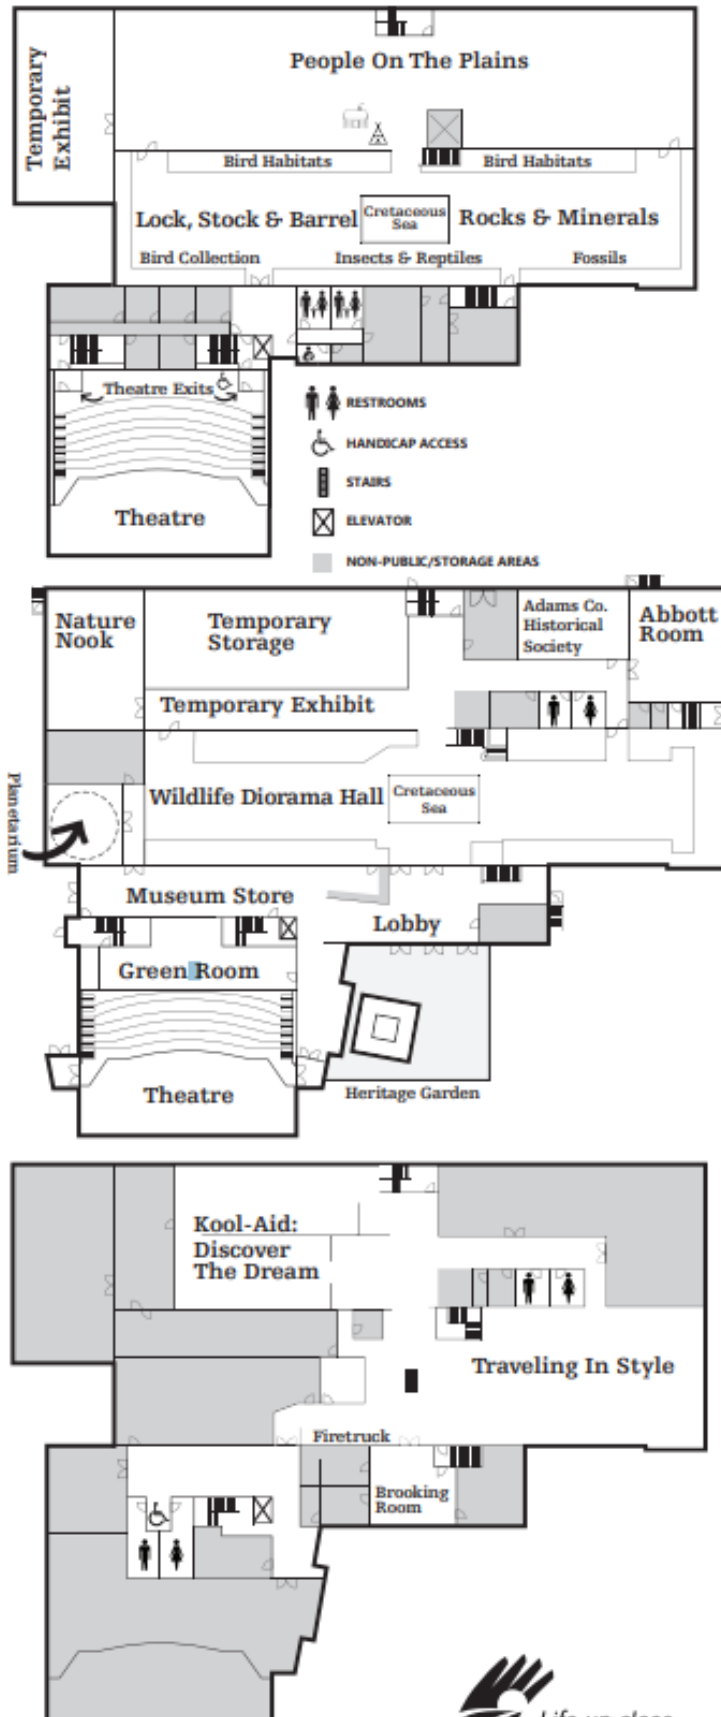 People On The Plains
Temporary
Exhibit
Bird Habitats
Bird Habitats
Lock, Stock & Barrel
Cretaceous
Sea
Rocks & Minerals
Bird Collection
Insects & Reptiles
Fossils
Theatre Exits
RESTROOMS
HANDICAP ACCESS
STAIRS
Theatre
ELEVATOR
NON-PUBLIC/STORAGE AREAS
Nature
Nook
Temporary
Storage
Adams Co.
Historical
Society
Abbott
Room
Temporary Exhibit
Planetarium
Wildlife Diorama Hall
Cretaceous
Sea
Museum Store
Lobby
Green Room
Theatre
Heritage Garden
Kool-Aid:
Discover
The Dream
Traveling In Style
Firetruck
Brooking
Room
Life up close